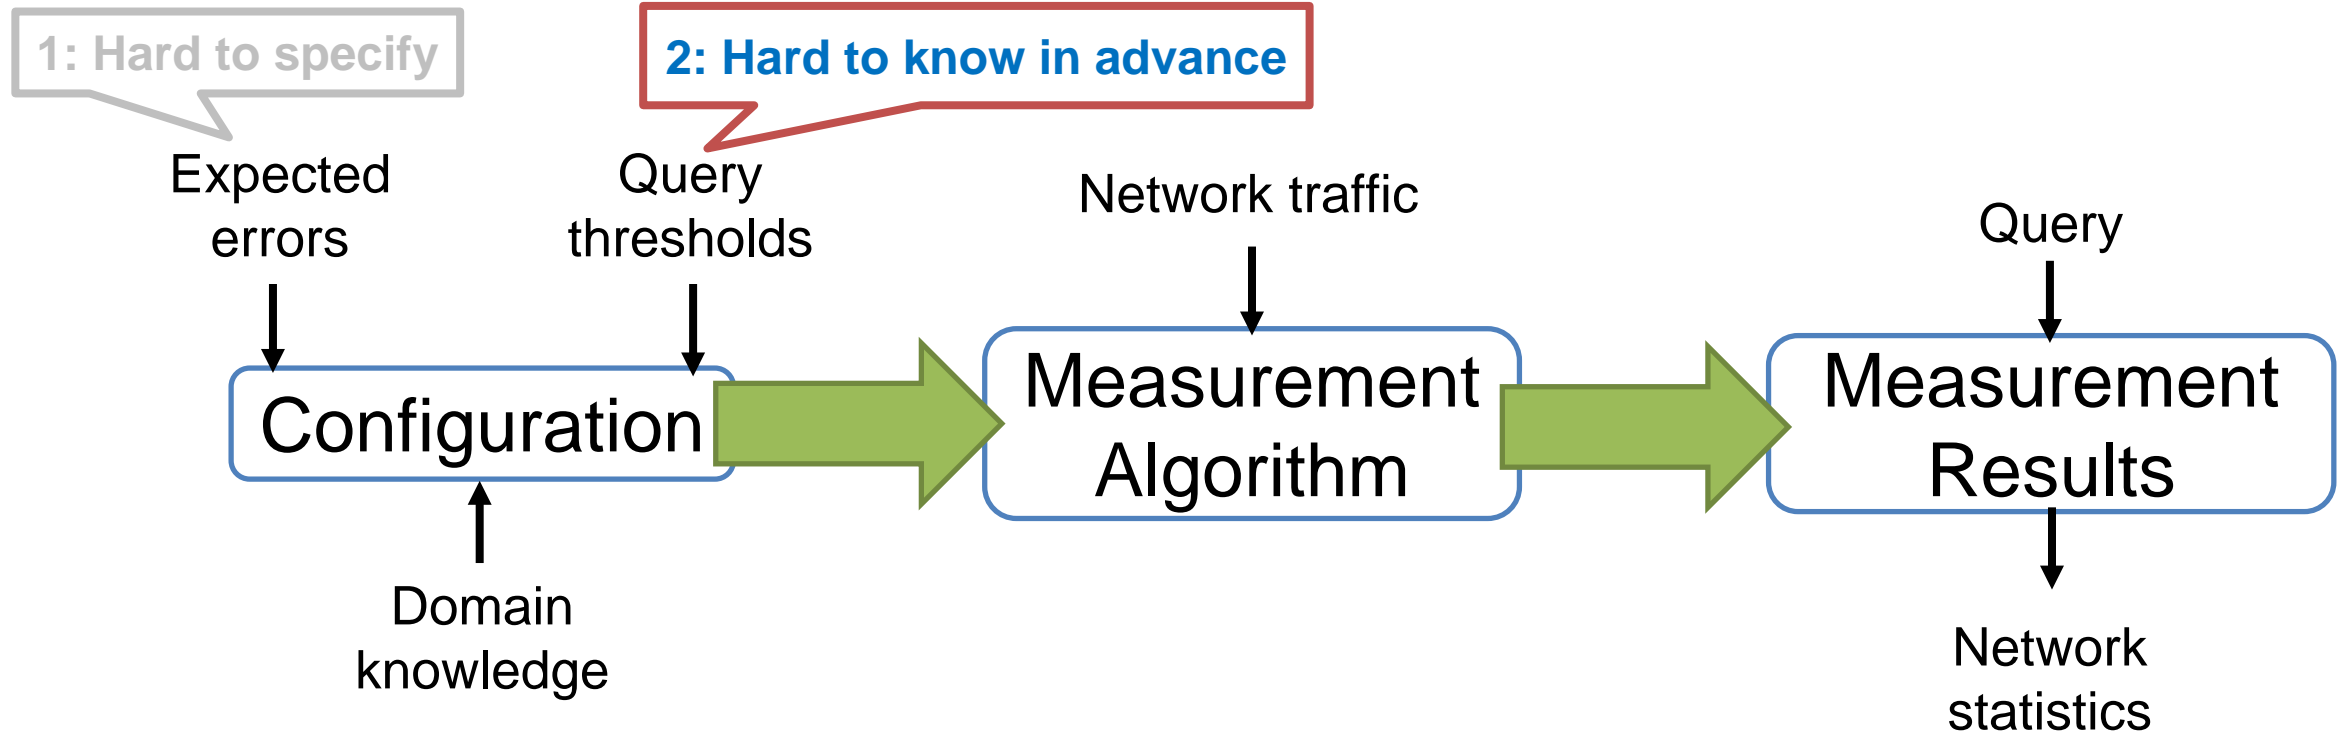 1: Hard to specify
2: Hard to know in advance
Expected
errors
Query
thresholds
Network traffic
Query
Configuration
Measurement
Algorithm
Measurement
Results
Domain
knowledge
Network
statistics